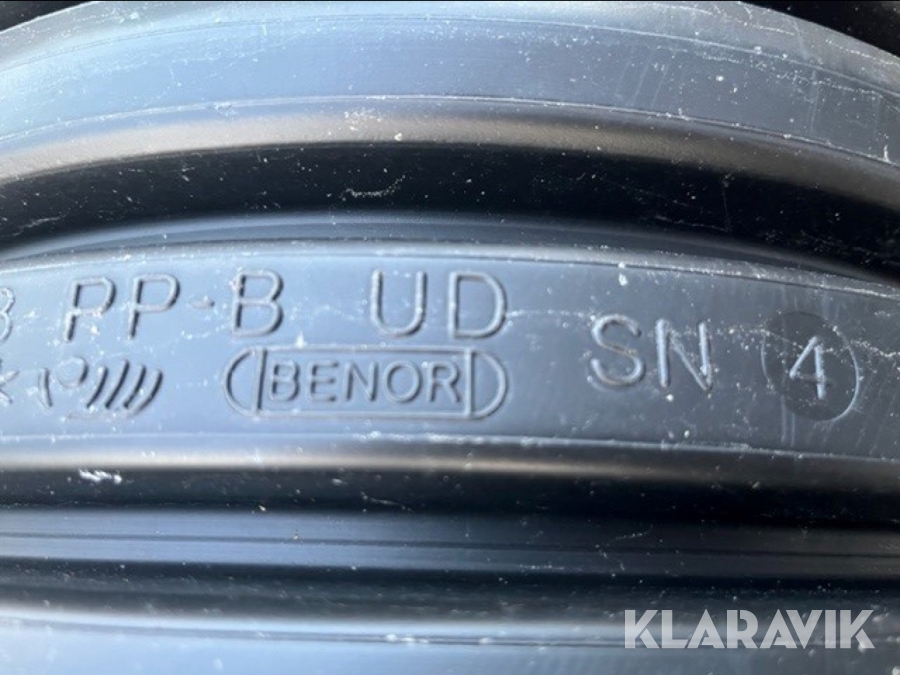 PP-B UD
BENOR
SN 4
KLARAVIK